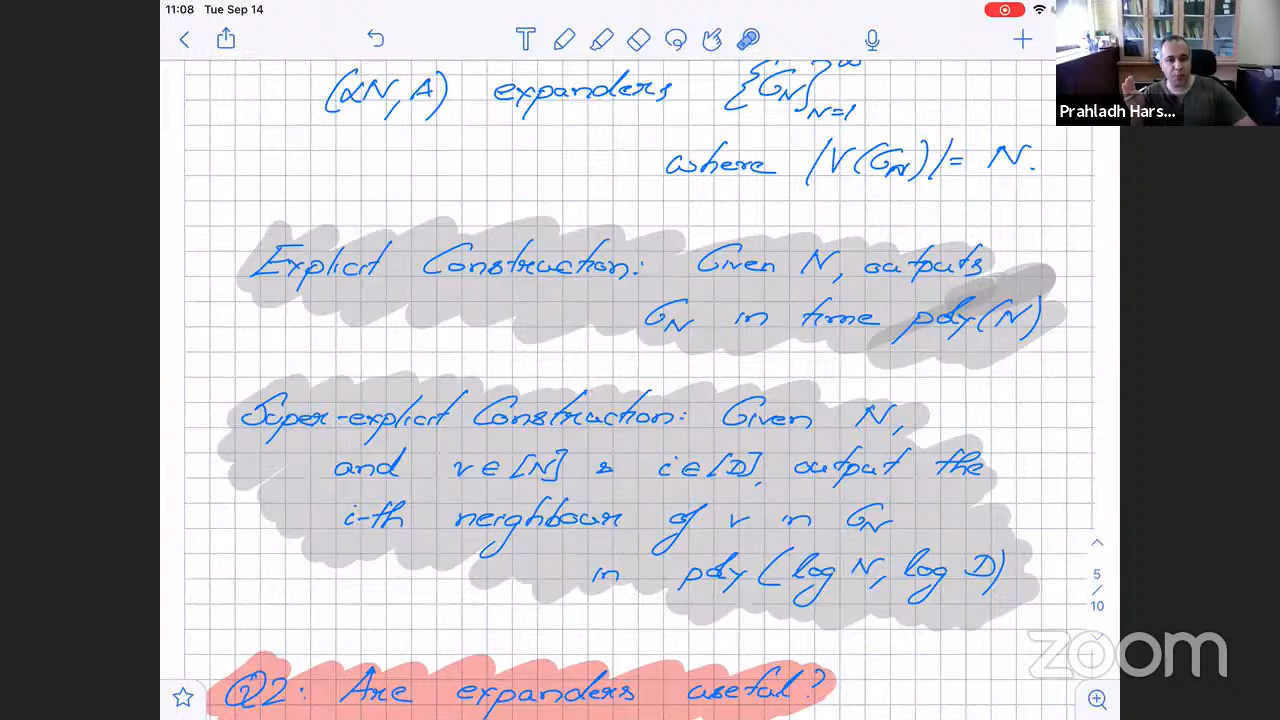 11:08 Tue Sep 14
Prahladh Hars...
(αN, A) expanders {G_N}_{N=1}^∞
where |V(G_N)| = N.
Explicit Construction: Given N, outputs
G_N in time poly(N)
Super-explicit Construction: Given N,
and v ∈ [N] & i ∈ [D], output the
i-th neighbour of v in G_N
in poly(log N, log D)
5
/
10
zoom
Q2: Are expanders useful?